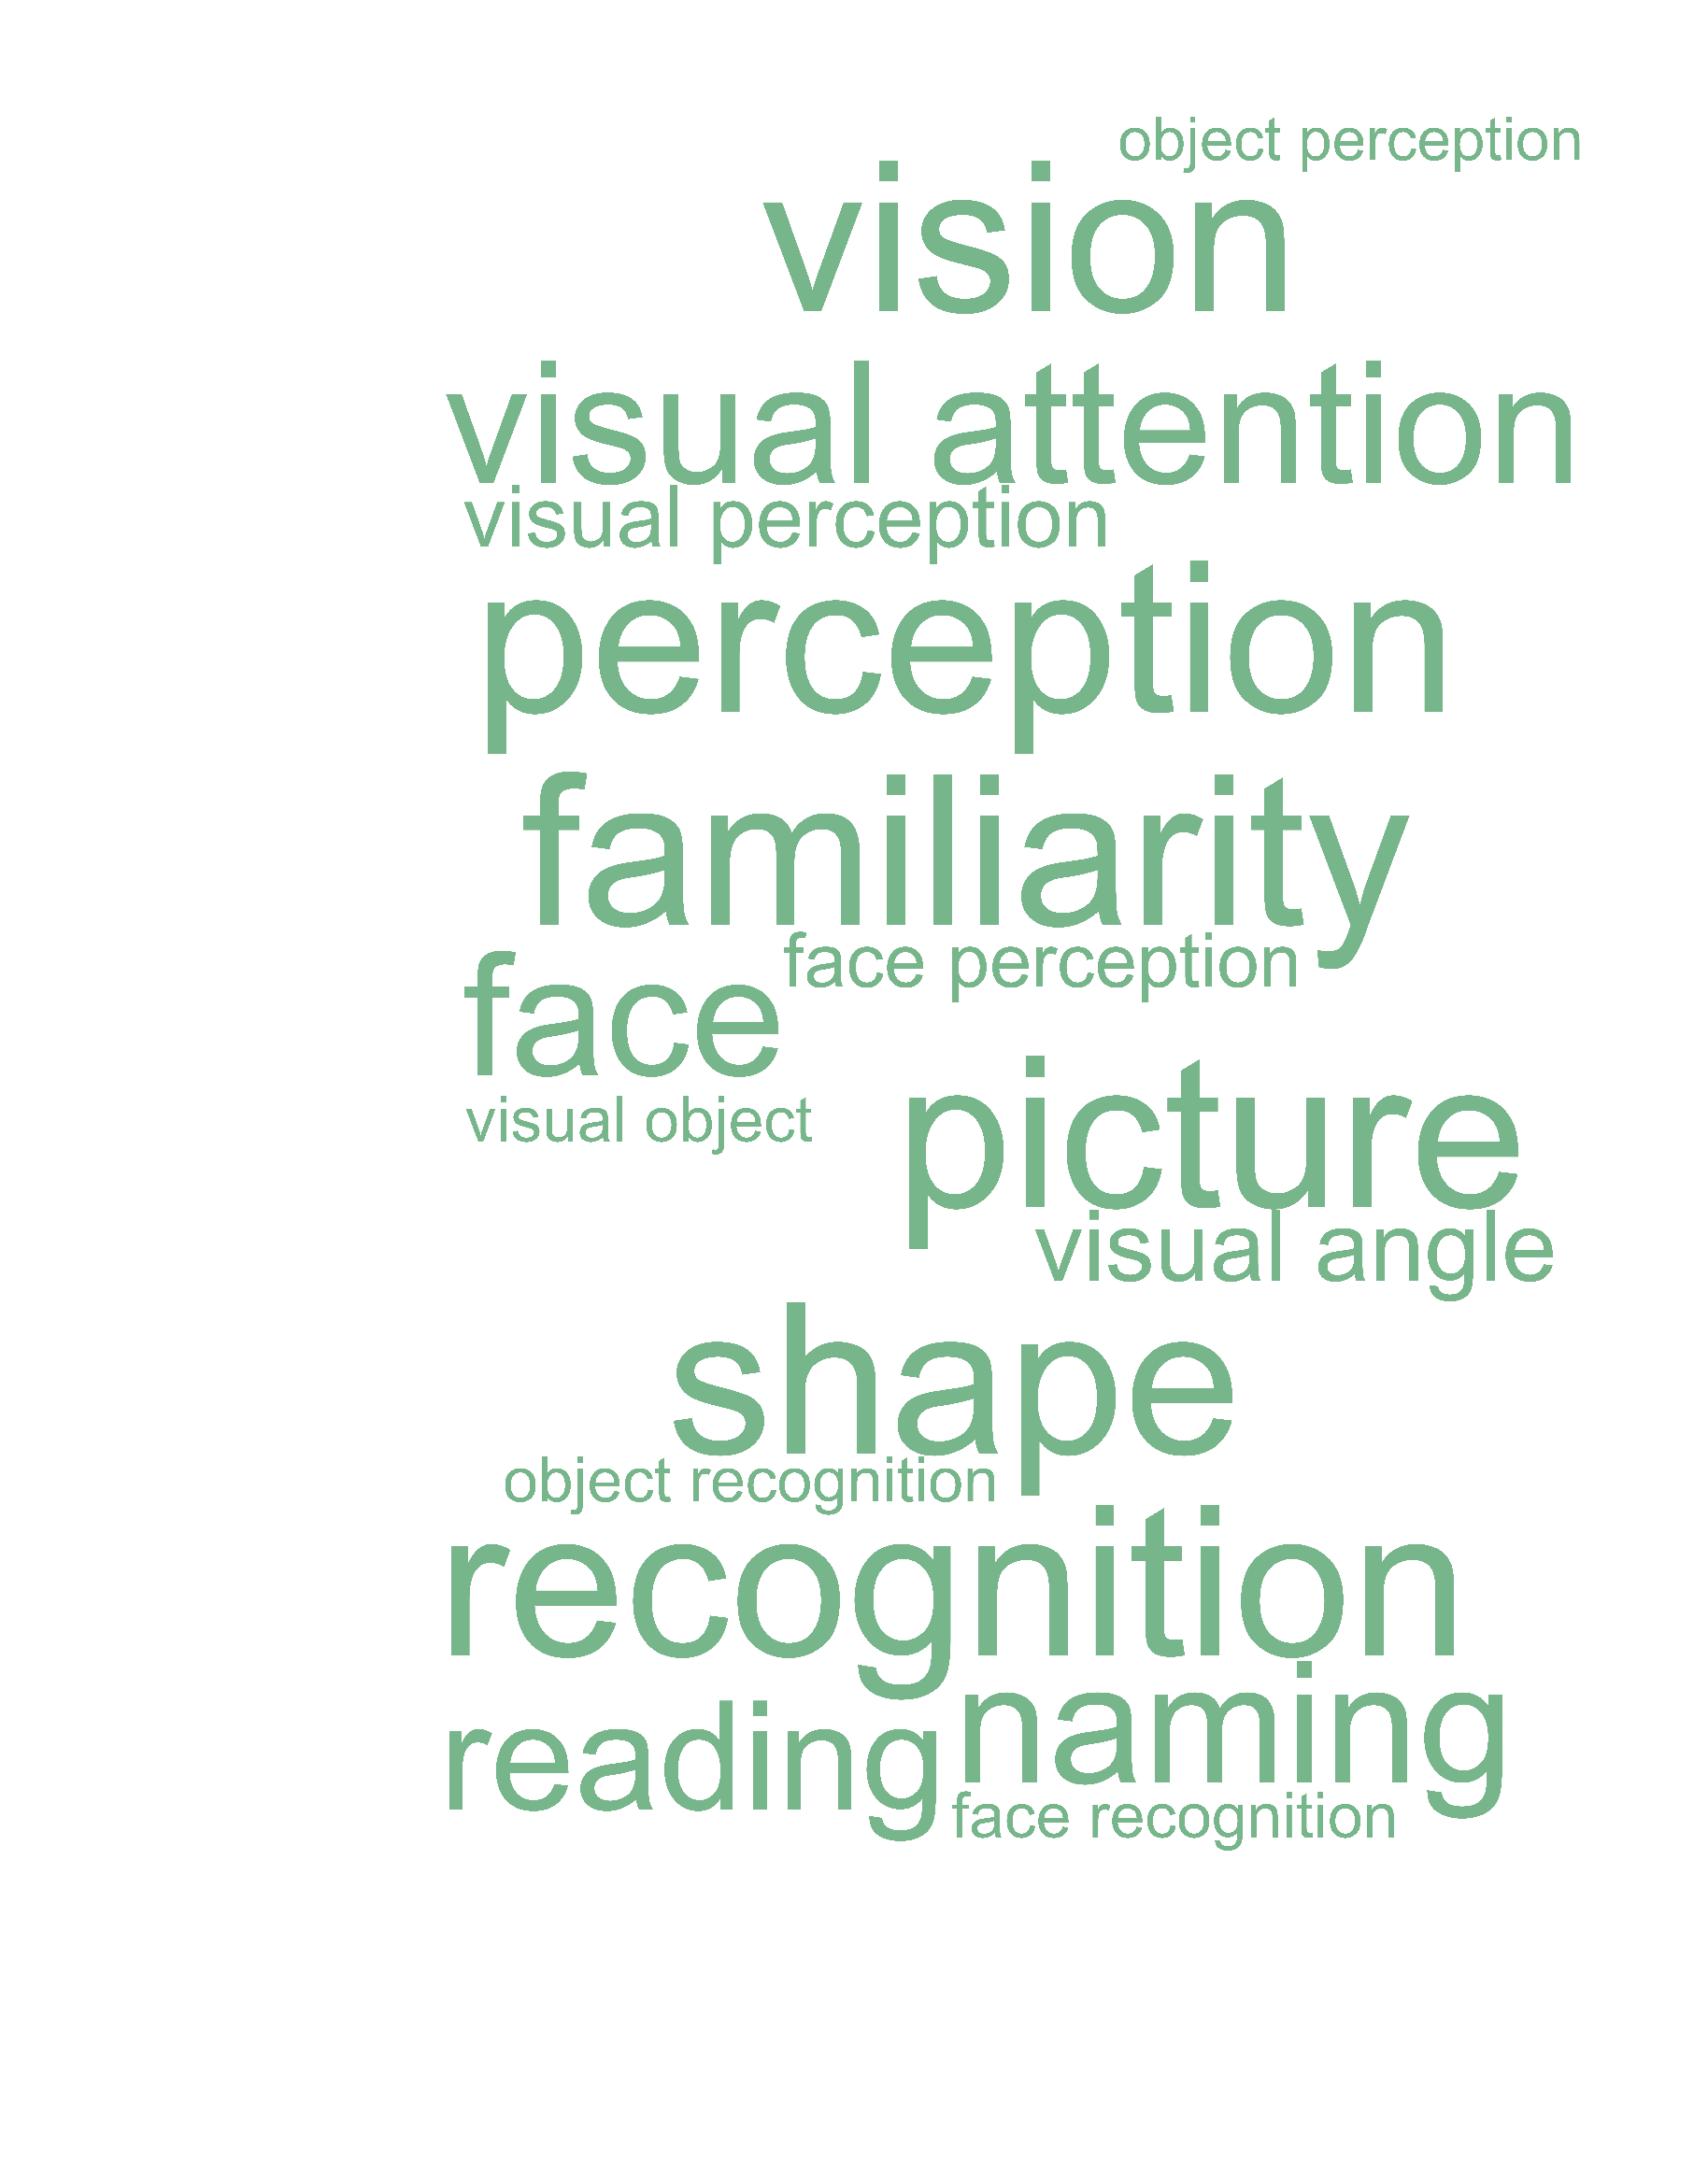 object perception
vision
visual attention
visual perception
perception
familiarity
face perception
face
picture
visual object
visual angle
shape
object recognition
recognition
naming
reading
face recognition